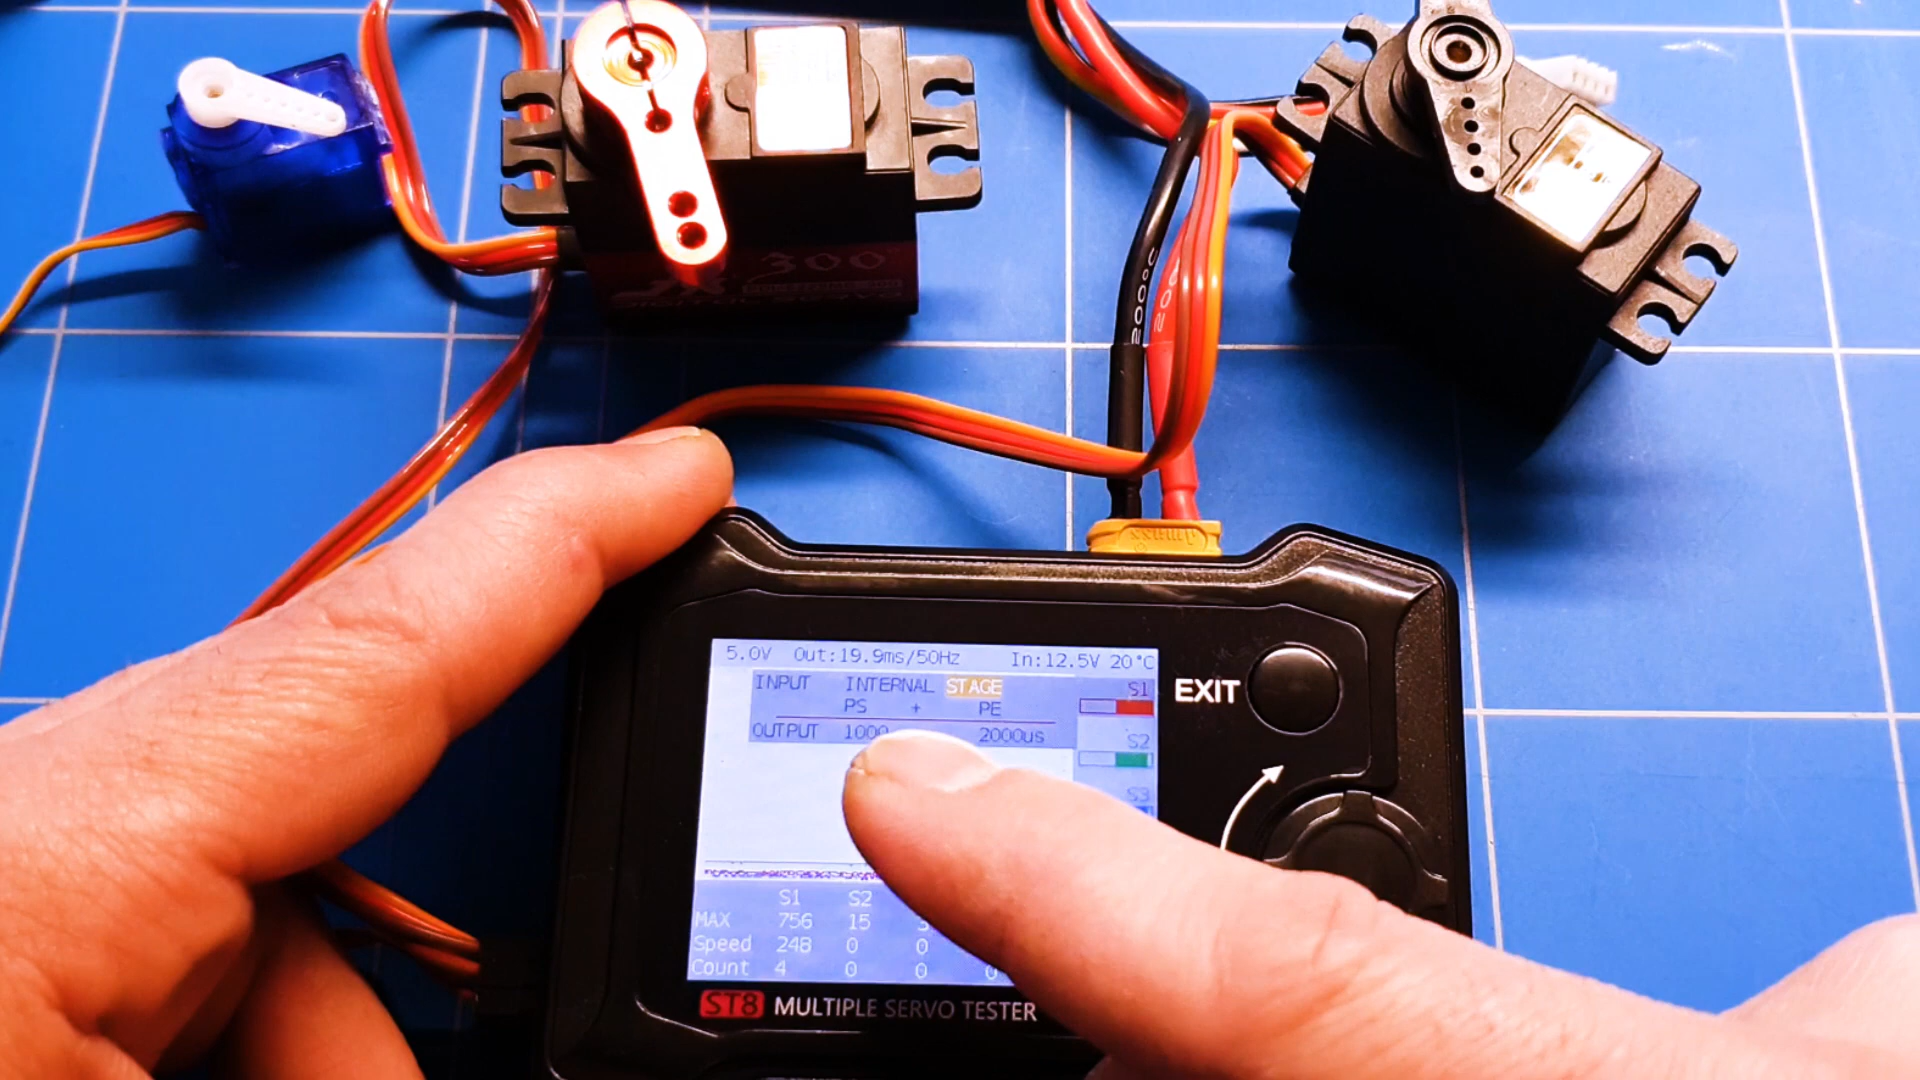 300
DIGITAL SERVO
200°C
200
5.0V Out:19.9ms/50Hz In:12.5V 20°C
INPUT INTERNAL STAGE
PS + PE
OUTPUT 1000 2000us
S1
S2
S3
S1 S2
MAX 756 15
Speed 248 0 0
Count 4 0 0 0
EXIT
ST8 MULTIPLE SERVO TESTER